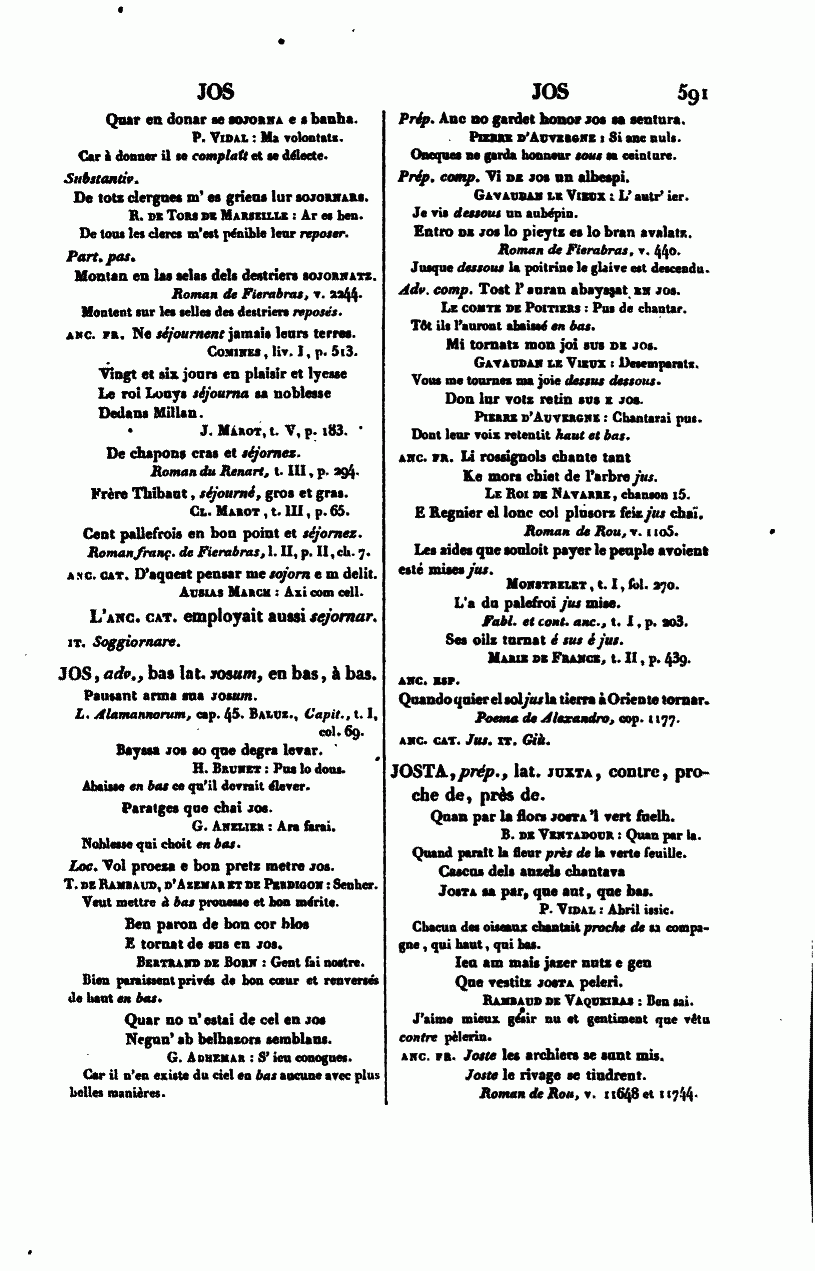 JOS
Quar en donar se SOJORNA e s banha.
P. VIDAL : Ma volontatz.
Car à donner il se complaît et se délecte.
Substantiv.
De totz clergues m' es grieus lur SOJORNARS.
R. DE TORS DE MARSEILLE : Ar es ben.
De tous les clercs m'est pénible leur reposer.
Part. pas.
Montan en las selas dels destriers SOJORNATZ.
Roman de Fierabras, v. 2244.
Montent sur les selles des destriers reposés.
ANC. FR. Ne séjournent jamais leurs terres.
COMINES, liv. I, p. 513.
Vingt et six jours en plaisir et lyesse
Le roi Louys séjourna sa noblesse
Dedans Millan.
J. MAROT, t. V, p. 183.
De chapons cras et séjornez.
Roman du Renart, t. III, p. 294.
Frère Thibaut, séjourné, gros et gras.
CL. MAROT, t. III, p. 65.
Cent pallefrois en bon point et séjornez.
Roman franç. de Fierabras, l. II, p. II, ch. 7.
ANC. CAT. D'aquest pensar me sojorn e m delit.
AUSIAS MARCH : Axi com cell.
L'ANC. CAT. employait aussi sejornar.
IT. Soggiornare.
JOS, adv., bas lat. JOSUM, en bas, à bas.
Pausant arma sua JOSUM.
L. Alamannorum, cap. 45. BALUZ., Capit., t. I,
col. 69.
Bayssa JOS so que degra levar.
H. BRUNET : Pus lo dous.
Abaisse en bas ce qu'il devrait élever.
Paratges que chai JOS.
G. ANELIER : Ara farai.
Noblesse qui choit en bas.
Loc. Vol proeza e bon pretz metre JOS.
T. DE RAMBAUD, D'AZEMAR ET DE PERDIGON : Senher.
Veut mettre à bas prouesse et bon mérite.
Ben paron de bon cor blos
E tornat de sus en JOS.
BERTRAND DE BORN : Gent fai nostre.
Bien paraissent privés de bon cœur et renversés
de haut en bas.
Quar no n' estai de cel en JOS
Negun' ab belhazors semblans.
G. ADHEMAR : S' ieu conogues.
Car il n'en existe du ciel en bas aucune avec plus
belles manières.
JOS 591
Prép. Anc no gardet honor JOS sa sentura.
PIERRE D'AUVERGNE : Si anc nuls.
Oncques ne garda honneur sous sa ceinture.
Prép. comp. Vi DE JOS un albespi.
GAVAUDAN LE VIEUX : L' autr' ier.
Je vis dessous un aubépin.
Entro DE JOS lo pieytz es lo bran avalatz.
Roman de Fierabras, v. 440.
Jusque dessous la poitrine le glaive est descendu.
Adv. comp. Tost l' auran abayssat EN JOS.
LE COMTE DE POITIERS : Pus de chantar.
Tôt ils l'auront abaissé en bas.
Mi tornatz mon joi sus DE JOS.
GAVAUDAN LE VIEUX : Desemparatz.
Vous me tournez ma joie dessus dessous.
Don lur votz retin sus E JOS.
PIERRE D'AUVERGNE : Chantarai pus.
Dont leur voix retentit haut et bas.
ANC. FR. Li rossignols chante tant
Ke mors chiet de l'arbre jus.
LE ROI DE NAVARRE, chanson 15.
E Regnier el lonc col plusorz feiz jus chaï.
Roman de Rou, v. 1105.
Les aides que souloit payer le peuple avoient
esté mises jus.
MONSTRELET, t. I, fol. 270.
L'a du palefroi jus mise.
Fabl. et cont. anc., t. I, p. 203.
Ses oilz turnat é sus é jus.
MARIE DE FRANCE, t. II, p. 439.
ANC. ESP.
Quando quier el sol jus la tierra à Oriente tornar.
Poema de Alexandro, cop. 1177.
ANC. CAT. Jus. IT. Giù.
JOSTA, prép., lat. JUXTA, contre, pro-
che de, près de.
Quan par la flors JOSTA 'l vert fuelh.
B. DE VENTADOUR : Quan par la.
Quand paraît la fleur près de la verte feuille.
Cascus dels auzels chantava
JOSTA sa par, que aut, que bas.
P. VIDAL : Abril issic.
Chacun des oiseaux chantait proche de sa compa-
gne, qui haut, qui bas.
Ieu am mais jazer nutz e gen
Que vestitz JOSTA peleri.
RAMBAUD DE VAQUEIRAS : Ben sai.
J'aime mieux gésir nu et gentiment que vêtu
contre pèlerin.
ANC. FR. Joste les archiers se sunt mis.
Joste le rivage se tindrent.
Roman de Rou, v. 11648 et 11744.